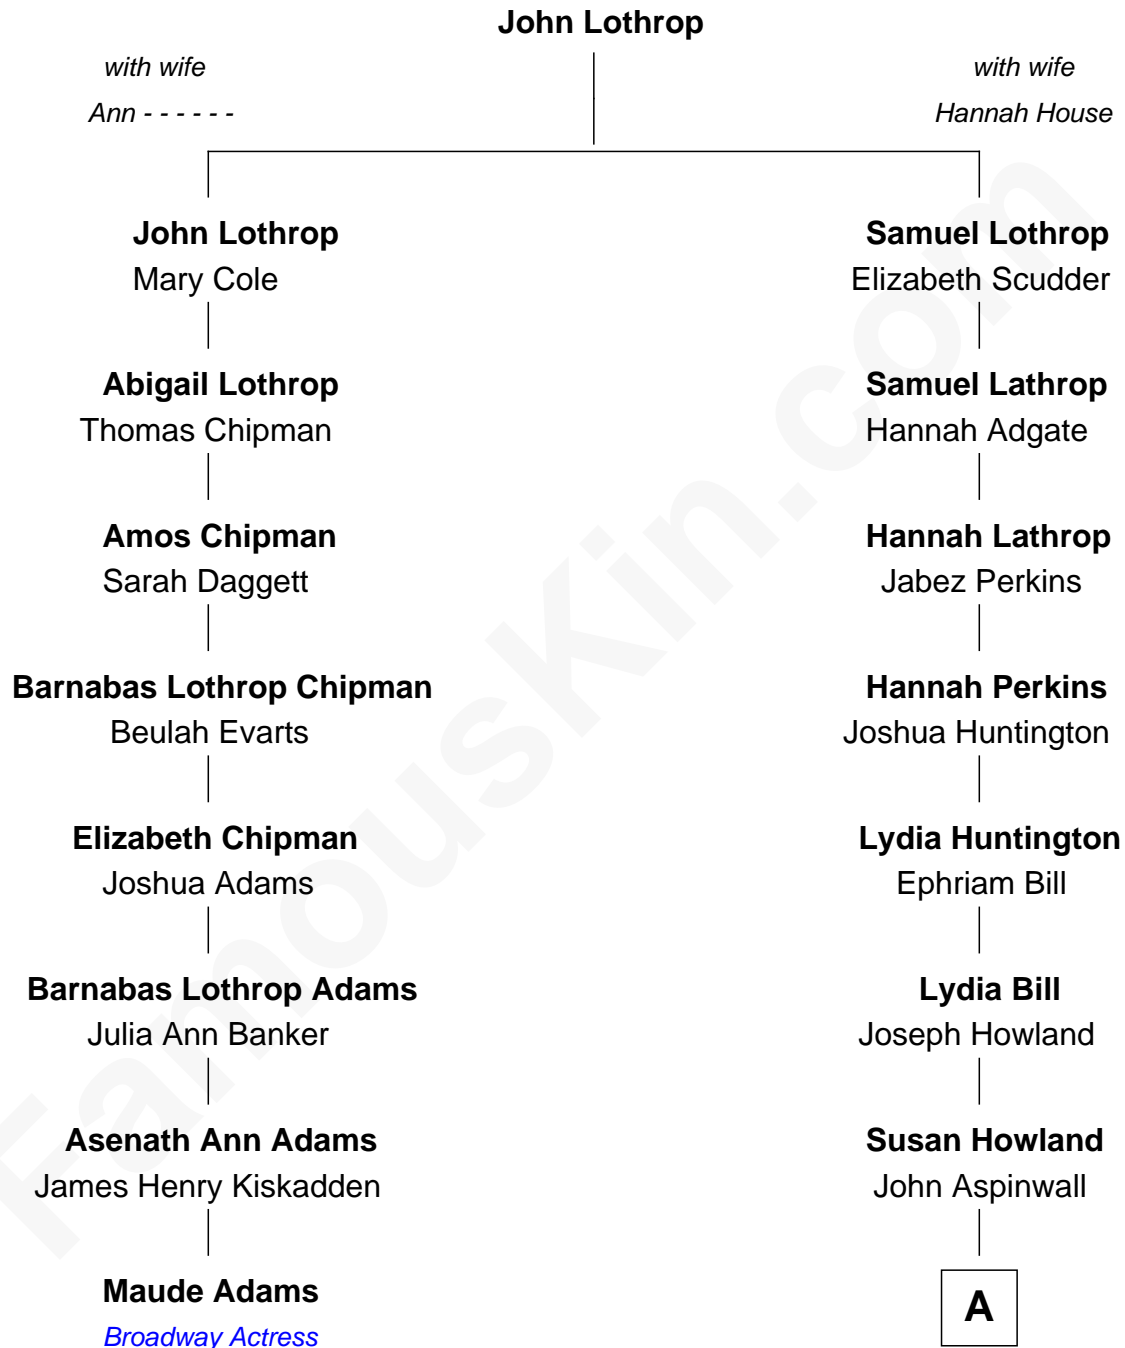 John Lothrop
with wife
Ann - - - - - -
with wife
Hannah House
John Lothrop
Mary Cole
Samuel Lothrop
Elizabeth Scudder
Abigail Lothrop
Thomas Chipman
Samuel Lathrop
Hannah Adgate
Amos Chipman
Sarah Daggett
Hannah Lathrop
Jabez Perkins
Barnabas Lothrop Chipman
Beulah Evarts
Hannah Perkins
Joshua Huntington
Elizabeth Chipman
Joshua Adams
Lydia Huntington
Ephriam Bill
Barnabas Lothrop Adams
Julia Ann Banker
Lydia Bill
Joseph Howland
Asenath Ann Adams
James Henry Kiskadden
Susan Howland
John Aspinwall
Maude Adams
Broadway Actress
A
FamousKin.com